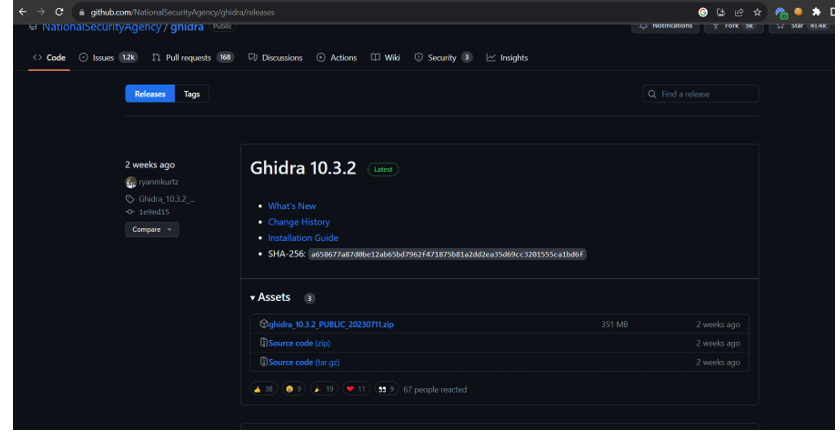 github.com/NationalSecurityAgency/ghidra/releases
NationalSecurityAgency / ghidra Public
Notifications Fork 5K Star 41.4K
Code Issues 1.2k Pull requests 168 Discussions Actions Wiki Security 3 Insights
Releases Tags
Find a release
2 weeks ago
ryanmkurtz
Ghidra_10.3.2_...
1e9ed15
Compare
Ghidra 10.3.2 Latest
What's New
Change History
Installation Guide
SHA-256: a658677a87d0be12ab65bd7962f471875b81a2dd2ea35d69cc3201555ca1bd6f
Assets 3
ghidra_10.3.2_PUBLIC_20230711.zip 351 MB 2 weeks ago
Source code (zip) 2 weeks ago
Source code (tar.gz) 2 weeks ago
38 9 19 11 9 67 people reacted